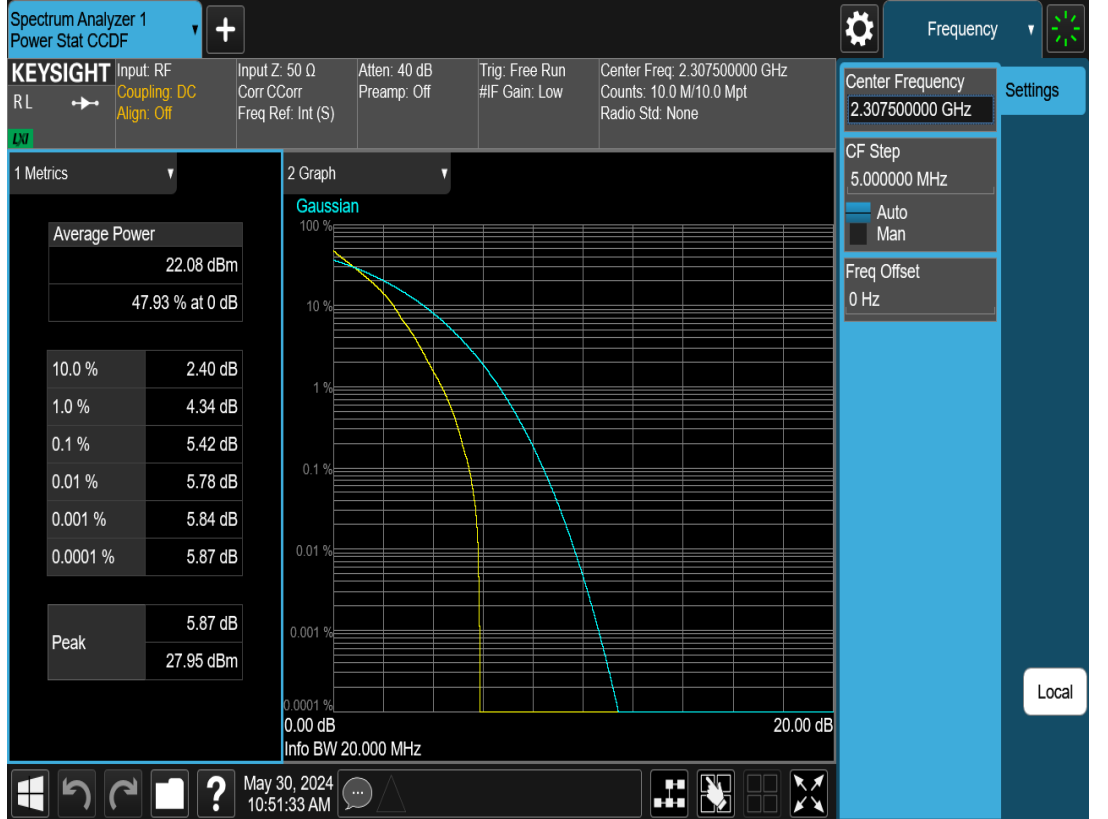 Spectrum Analyzer 1
Power Stat CCDF
+
Frequency
KEYSIGHT
RL
LXI
Input: RF
Coupling: DC
Align: Off
Input Z: 50 Ω
Corr CCorr
Freq Ref: Int (S)
Atten: 40 dB
Preamp: Off
Trig: Free Run
#IF Gain: Low
Center Freq: 2.307500000 GHz
Counts: 10.0 M/10.0 Mpt
Radio Std: None
Center Frequency
2.307500000 GHz
Settings
CF Step
5.000000 MHz
Auto
Man
Freq Offset
0 Hz
1 Metrics
Average Power
22.08 dBm
47.93 % at 0 dB
10.0 % 2.40 dB
1.0 % 4.34 dB
0.1 % 5.42 dB
0.01 % 5.78 dB
0.001 % 5.84 dB
0.0001 % 5.87 dB
Peak
5.87 dB
27.95 dBm
2 Graph
Gaussian
100 %
10 %
1 %
0.1 %
0.01 %
0.001 %
0.0001 %
0.00 dB 20.00 dB
Info BW 20.000 MHz
Local
?
May 30, 2024
10:51:33 AM